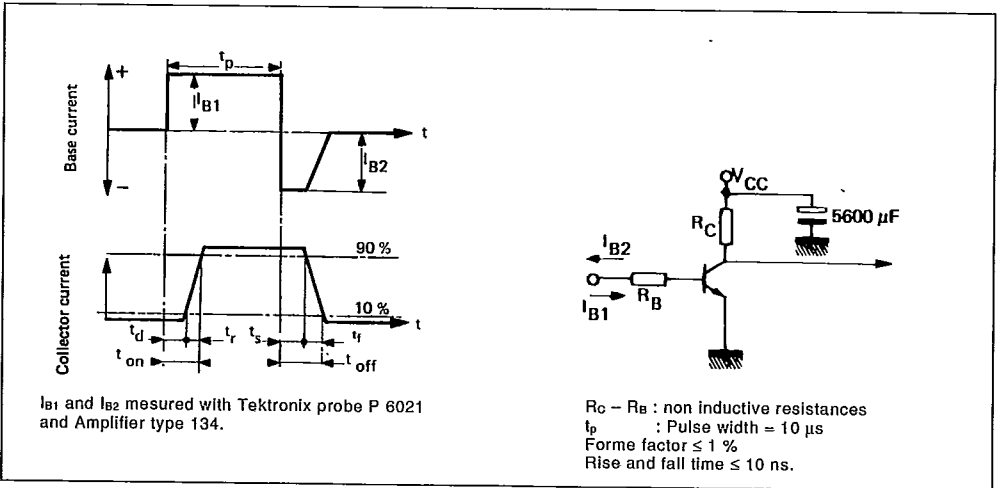 Base current
+
−
tp
IB1
IB2
t
Collector current
90 %
10 %
t
td
tr
ts
tf
t on
t off
VCC
RC
5600 µF
IB2
IB1
RB
IB1 and IB2 mesured with Tektronix probe P 6021
and Amplifier type 134.
RC – RB : non inductive resistances
tp : Pulse width = 10 µs
Forme factor ≤ 1 %
Rise and fall time ≤ 10 ns.